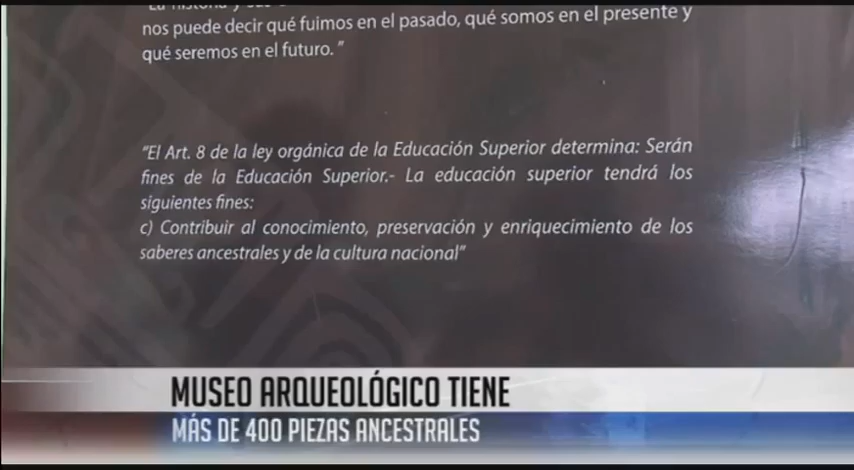 nos puede decir qué fuimos en el pasado, qué somos en el presente y
qué seremos en el futuro. "
"El Art. 8 de la ley orgánica de la Educación Superior determina: Serán
fines de la Educación Superior.- La educación superior tendrá los
siguientes fines:
c) Contribuir al conocimiento, preservación y enriquecimiento de los
saberes ancestrales y de la cultura nacional"
MUSEO ARQUEOLÓGICO TIENE
MÁS DE 400 PIEZAS ANCESTRALES